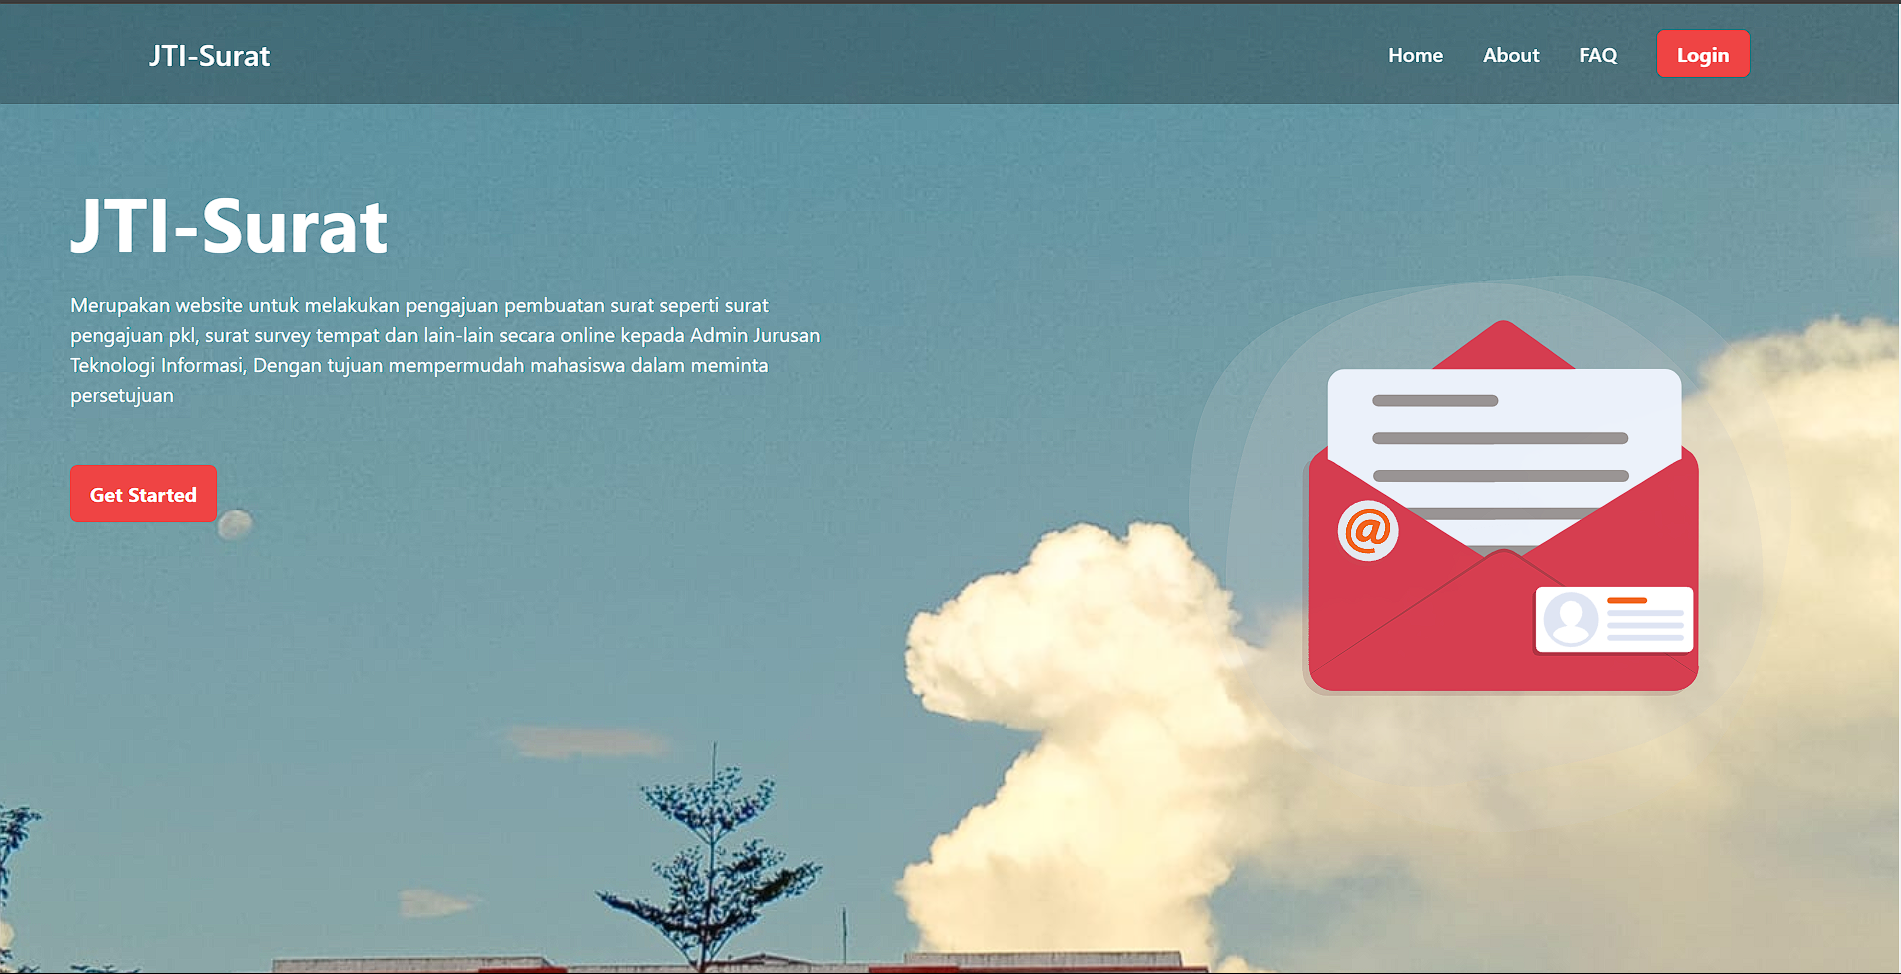 JTI-Surat
Home
About
FAQ
Login
JTI-Surat
Merupakan website untuk melakukan pengajuan pembuatan surat seperti surat
pengajuan pkl, surat survey tempat dan lain-lain secara online kepada Admin Jurusan
Teknologi Informasi, Dengan tujuan mempermudah mahasiswa dalam meminta
persetujuan
Get Started
@